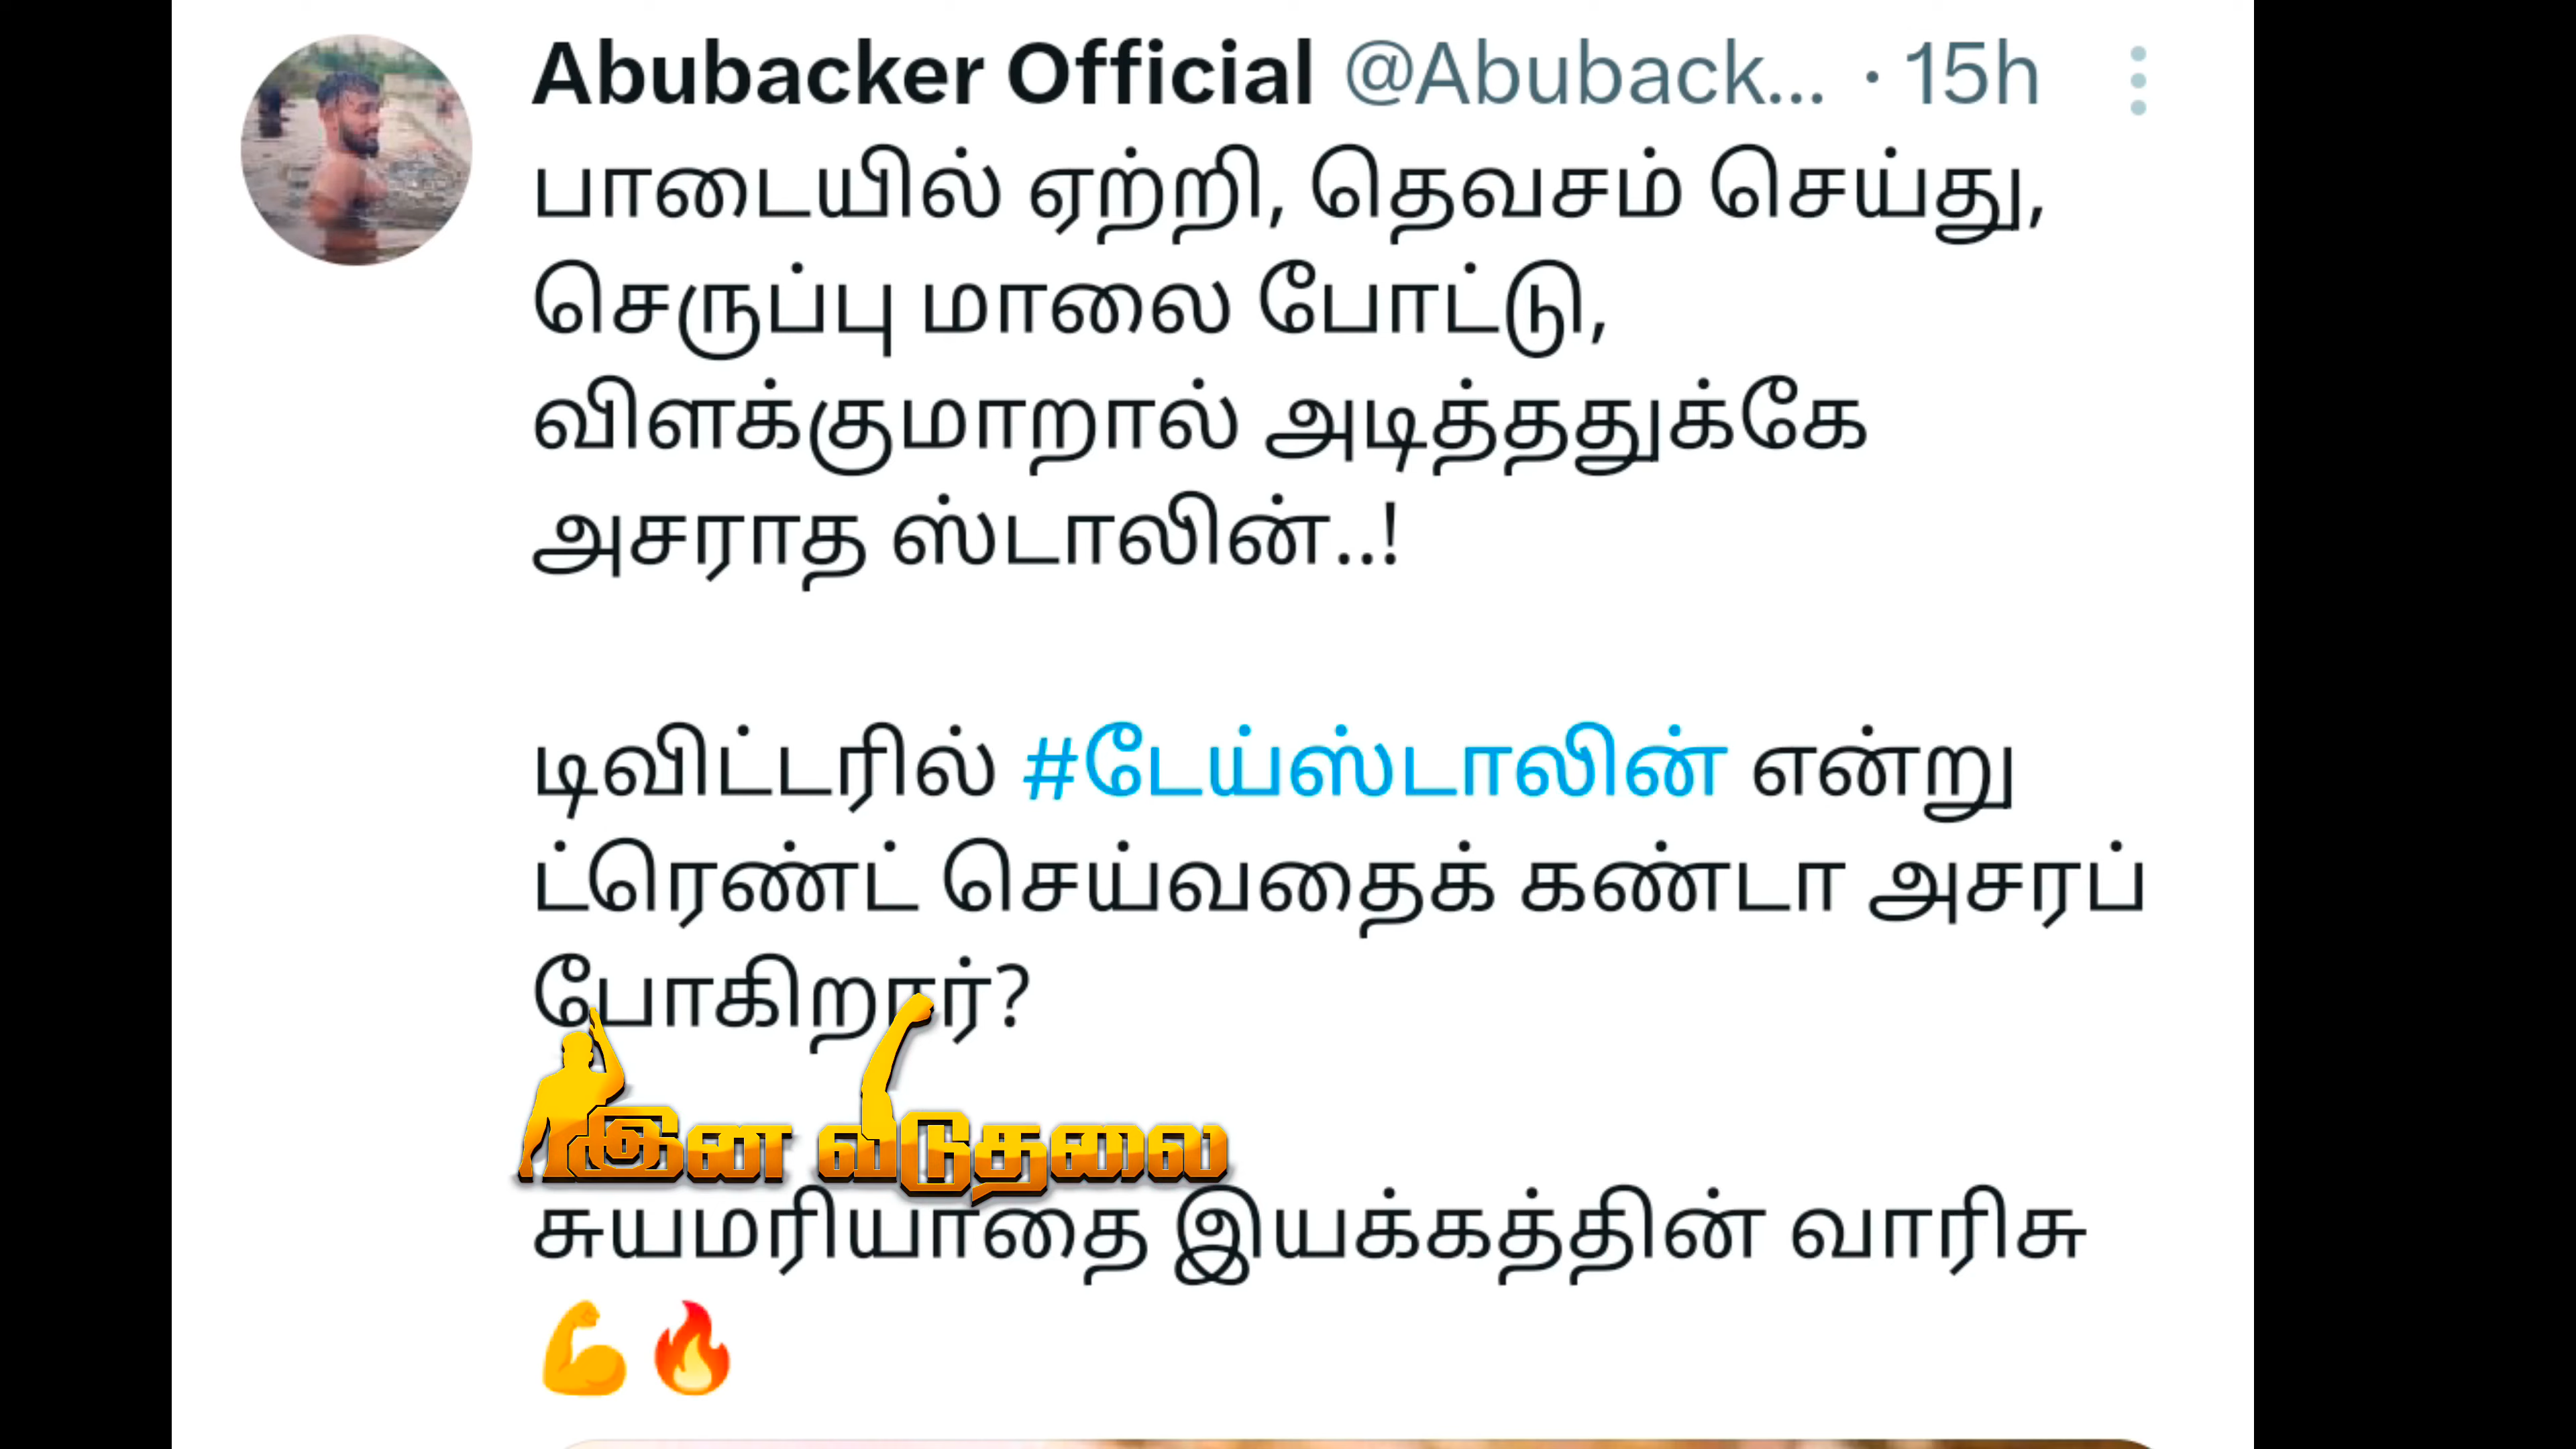 Abubacker Official @Abuback... · 15h
பாடையில் ஏற்றி, தெவசம் செய்து,
செருப்பு மாலை போட்டு,
விளக்குமாறால் அடித்ததுக்கே
அசராத ஸ்டாலின்..!
டிவிட்டரில் #டேய்ஸ்டாலின் என்று
ட்ரெண்ட் செய்வதைக் கண்டா அசரப்
போகிறார்?
இன விடுதலை
சுயமரியாதை இயக்கத்தின் வாரிசு
💪🔥